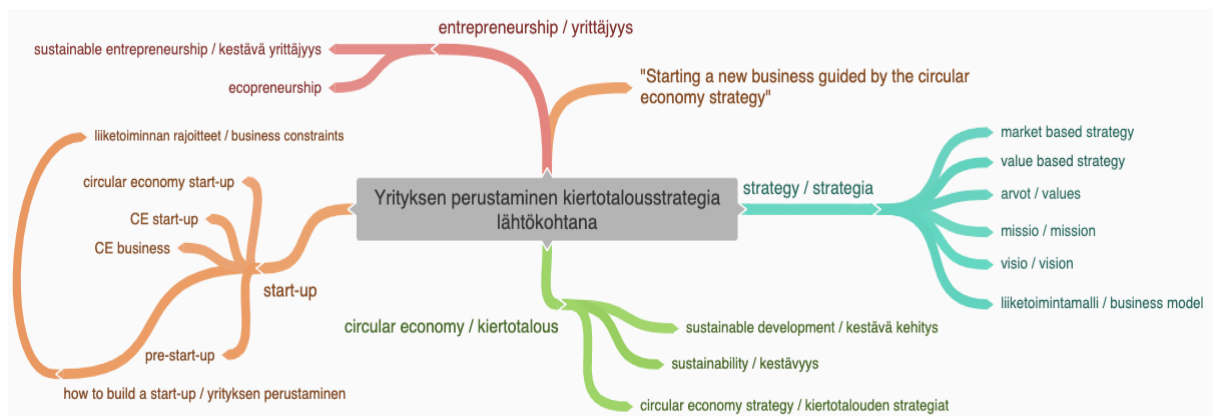 entrepreneurship / yrittäjyys
sustainable entrepreneurship / kestävä yrittäjyys
ecopreneurship
"Starting a new business guided by the circular
economy strategy"
liiketoiminnan rajoitteet / business constraints
circular economy start-up
CE start-up
CE business
start-up
pre-start-up
how to build a start-up / yrityksen perustaminen
Yrityksen perustaminen kiertotalousstrategia
lähtökohtana
strategy / strategia
market based strategy
value based strategy
arvot / values
missio / mission
visio / vision
liiketoimintamalli / business model
circular economy / kiertotalous
sustainable development / kestävä kehitys
sustainability / kestävyys
circular economy strategy / kiertotalouden strategiat